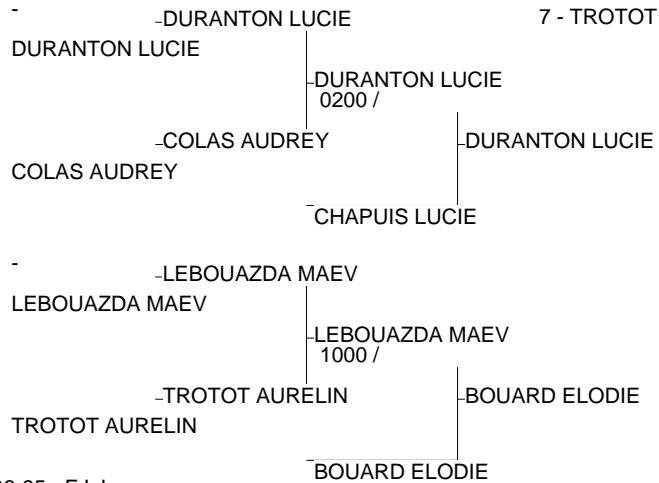 -
DURANTON LUCIE
7 - TROTOT
DURANTON LUCIE
DURANTON LUCIE
0200 /
COLAS AUDREY
DURANTON LUCIE
COLAS AUDREY
CHAPUIS LUCIE
-
LEBOUAZDA MAEV
LEBOUAZDA MAEV
LEBOUAZDA MAEV
1000 /
TROTOT AURELIN
BOUARD ELODIE
TROTOT AURELIN
BOUARD ELODIE